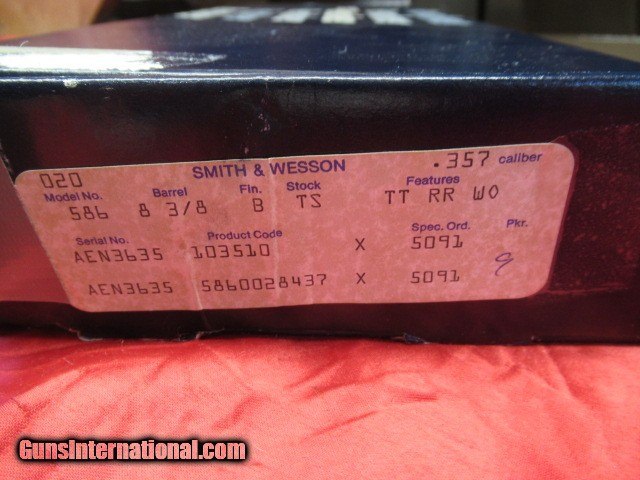 020 SMITH & WESSON .357 caliber
Model No. Barrel Fin. Stock Features
586 8 3/8 B TS TT RR WO
Serial No. Product Code Spec. Ord. Pkr.
AEN3635 103510 X 5091
AEN3635 5860028437 X 5091 9
GunsInternational.com